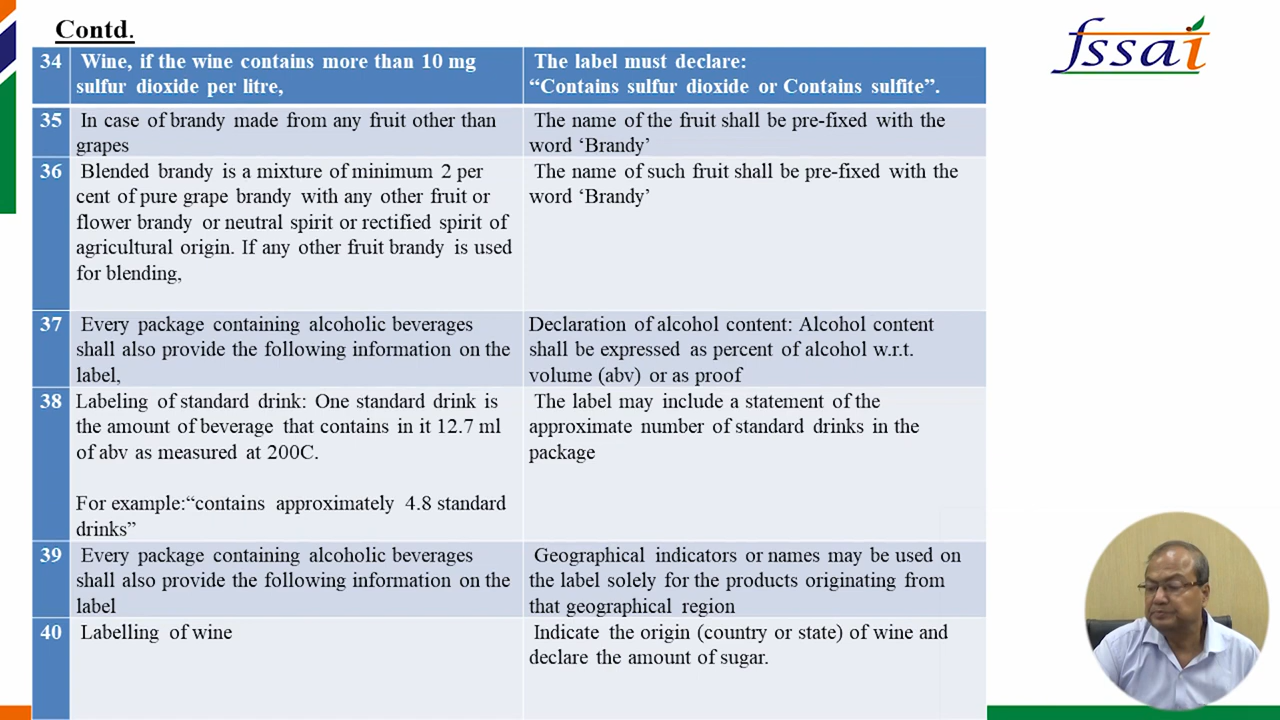 Contd.
fssai
34 Wine, if the wine contains more than 10 mg
sulfur dioxide per litre,
The label must declare:
“Contains sulfur dioxide or Contains sulfite”.
35 In case of brandy made from any fruit other than
grapes
The name of the fruit shall be pre-fixed with the
word ‘Brandy’
36 Blended brandy is a mixture of minimum 2 per
cent of pure grape brandy with any other fruit or
flower brandy or neutral spirit or rectified spirit of
agricultural origin. If any other fruit brandy is used
for blending,
The name of such fruit shall be pre-fixed with the
word ‘Brandy’
37 Every package containing alcoholic beverages
shall also provide the following information on the
label,
Declaration of alcohol content: Alcohol content
shall be expressed as percent of alcohol w.r.t.
volume (abv) or as proof
38 Labeling of standard drink: One standard drink is
the amount of beverage that contains in it 12.7 ml
of abv as measured at 200C.
For example:“contains approximately 4.8 standard
drinks”
The label may include a statement of the
approximate number of standard drinks in the
package
39 Every package containing alcoholic beverages
shall also provide the following information on the
label
Geographical indicators or names may be used on
the label solely for the products originating from
that geographical region
40 Labelling of wine
Indicate the origin (country or state) of wine and
declare the amount of sugar.